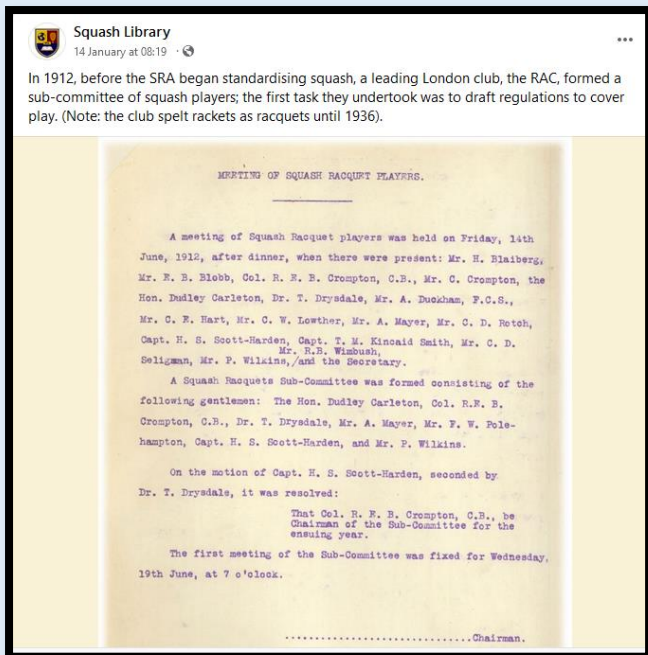 Squash Library
14 January at 08:19 ·
In 1912, before the SRA began standardising squash, a leading London club, the RAC, formed a
sub-committee of squash players; the first task they undertook was to draft regulations to cover
play. (Note: the club spelt rackets as racquets until 1936).
MEETING OF SQUASH RACQUET PLAYERS.
A meeting of Squash Racquet players was held on Friday, 14th
June, 1912, after dinner, when there were present: Mr. H. Blaiberg,
Mr. E. B. Blobb, Col. R. E. B. Crompton, C.B., Mr. C. Crompton, the
Hon. Dudley Carleton, Dr. T. Drysdale, Mr. A. Duckham, F.C.S.,
Mr. C. E. Hart, Mr. C. W. Lowther, Mr. A. Mayer, Mr. C. D. Rotch,
Capt. H. S. Scott-Harden, Capt. T. M. Kincaid Smith, Mr. C. D.
Mr. R.B. Wimbush,
Seligman, Mr. P. Wilkins,/and the Secretary.
A Squash Racquets Sub-Committee was formed consisting of the
following gentlemen: The Hon. Dudley Carleton, Col. R.E. B.
Crompton, C.B., Dr. T. Drysdale, Mr. A. Mayer, Mr. F. W. Pole-
hampton, Capt. H. S. Scott-Harden, and Mr. P. Wilkins.
On the motion of Capt. H. S. Scott-Harden, seconded by
Dr. T. Drysdale, it was resolved:
That Col. R. E. B. Crompton, C.B., be
Chairman of the Sub-Committee for the
ensuing year.
The first meeting of the Sub-Committee was fixed for Wednesday,
19th June, at 7 o'clock.
..............................Chairman.